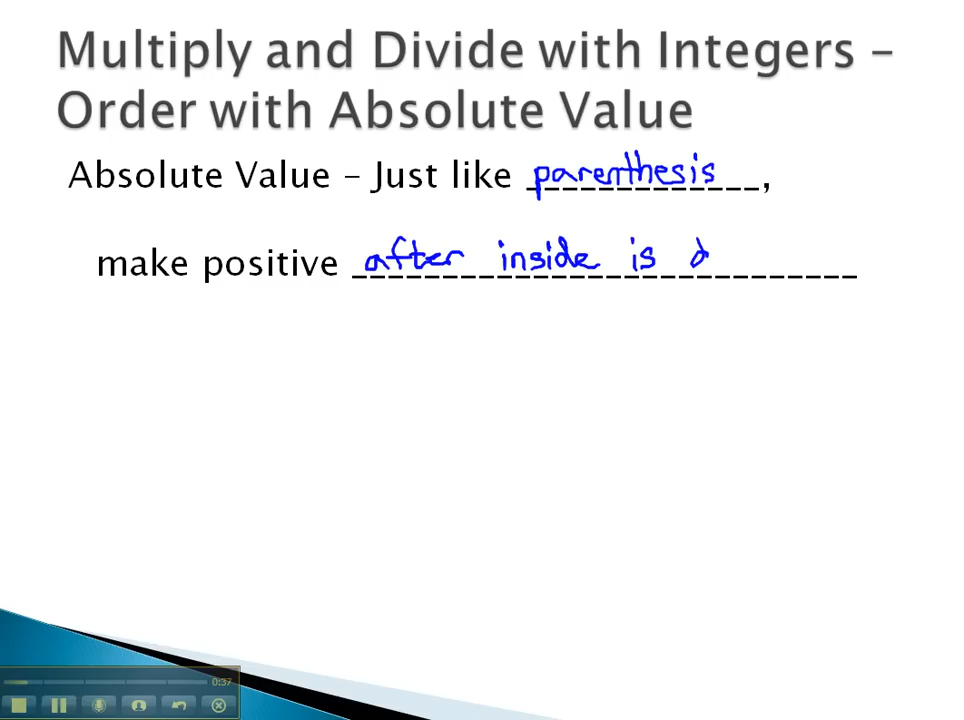 Multiply and Divide with Integers –
Order with Absolute Value
Absolute Value – Just like parenthesis,
make positive after inside is d
0:37